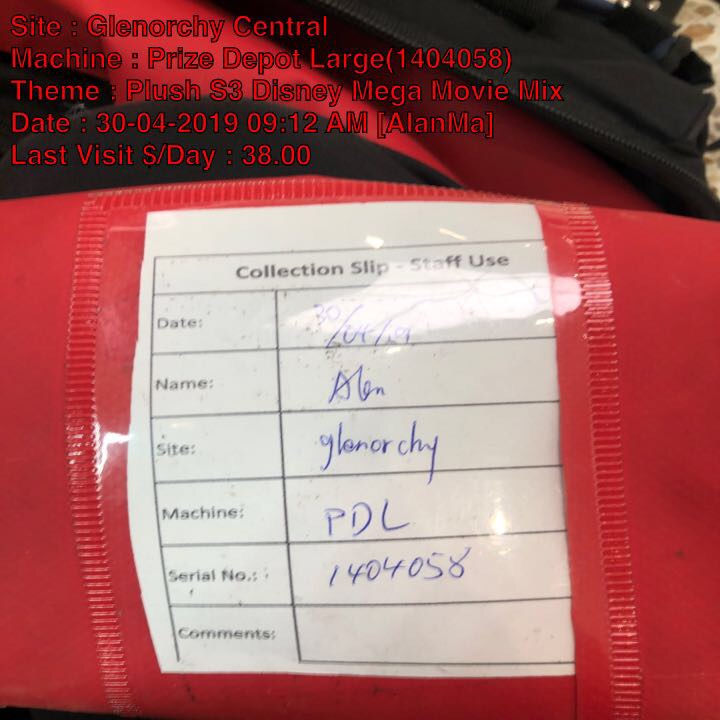 Site : Glenorchy Central
Machine : Prize Depot Large(1404058)
Theme : Plush S3 Disney Mega Movie Mix
Date : 30-04-2019 09:12 AM [AlanMa]
Last Visit $/Day : 38.00
Collection Slip - Staff Use
Date: 30/04/19
Name: Alan
Site: glenorchy
Machine: PDL
Serial No.: 1404058
Comments: